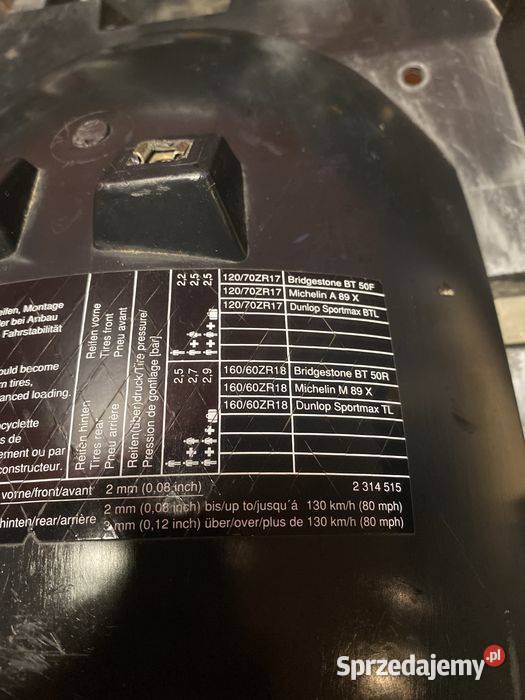 eifen, Montage
der bei Anbau
Fahrstabilität
ould become
rn tires,
anced loading.
cyclette
s de
ement ou par
constructeur.
Reifen vorne
Tires front
Pneu avant
2,2
2,5
2,5
120/70ZR17 Bridgestone BT 50F
120/70ZR17 Michelin A 89 X
120/70ZR17 Dunlop Sportmax BTL
Reifen hinten
Tires rear
Pneu arrière
Reifen(über)druck/Tire pressure/
Pression de gonflage [bar]
2,5
2,7
2,9
160/60ZR18 Bridgestone BT 50R
160/60ZR18 Michelin M 89 X
160/60ZR18 Dunlop Sportmax TL
vorne/front/avant 2 mm (0,08 inch) 2 314 515
hinten/rear/arrière 2 mm (0,08 inch) bis/up to/jusqu´á 130 km/h (80 mph)
3 mm (0,12 inch) über/over/plus de 130 km/h (80 mph)
Sprzedajemy.pl